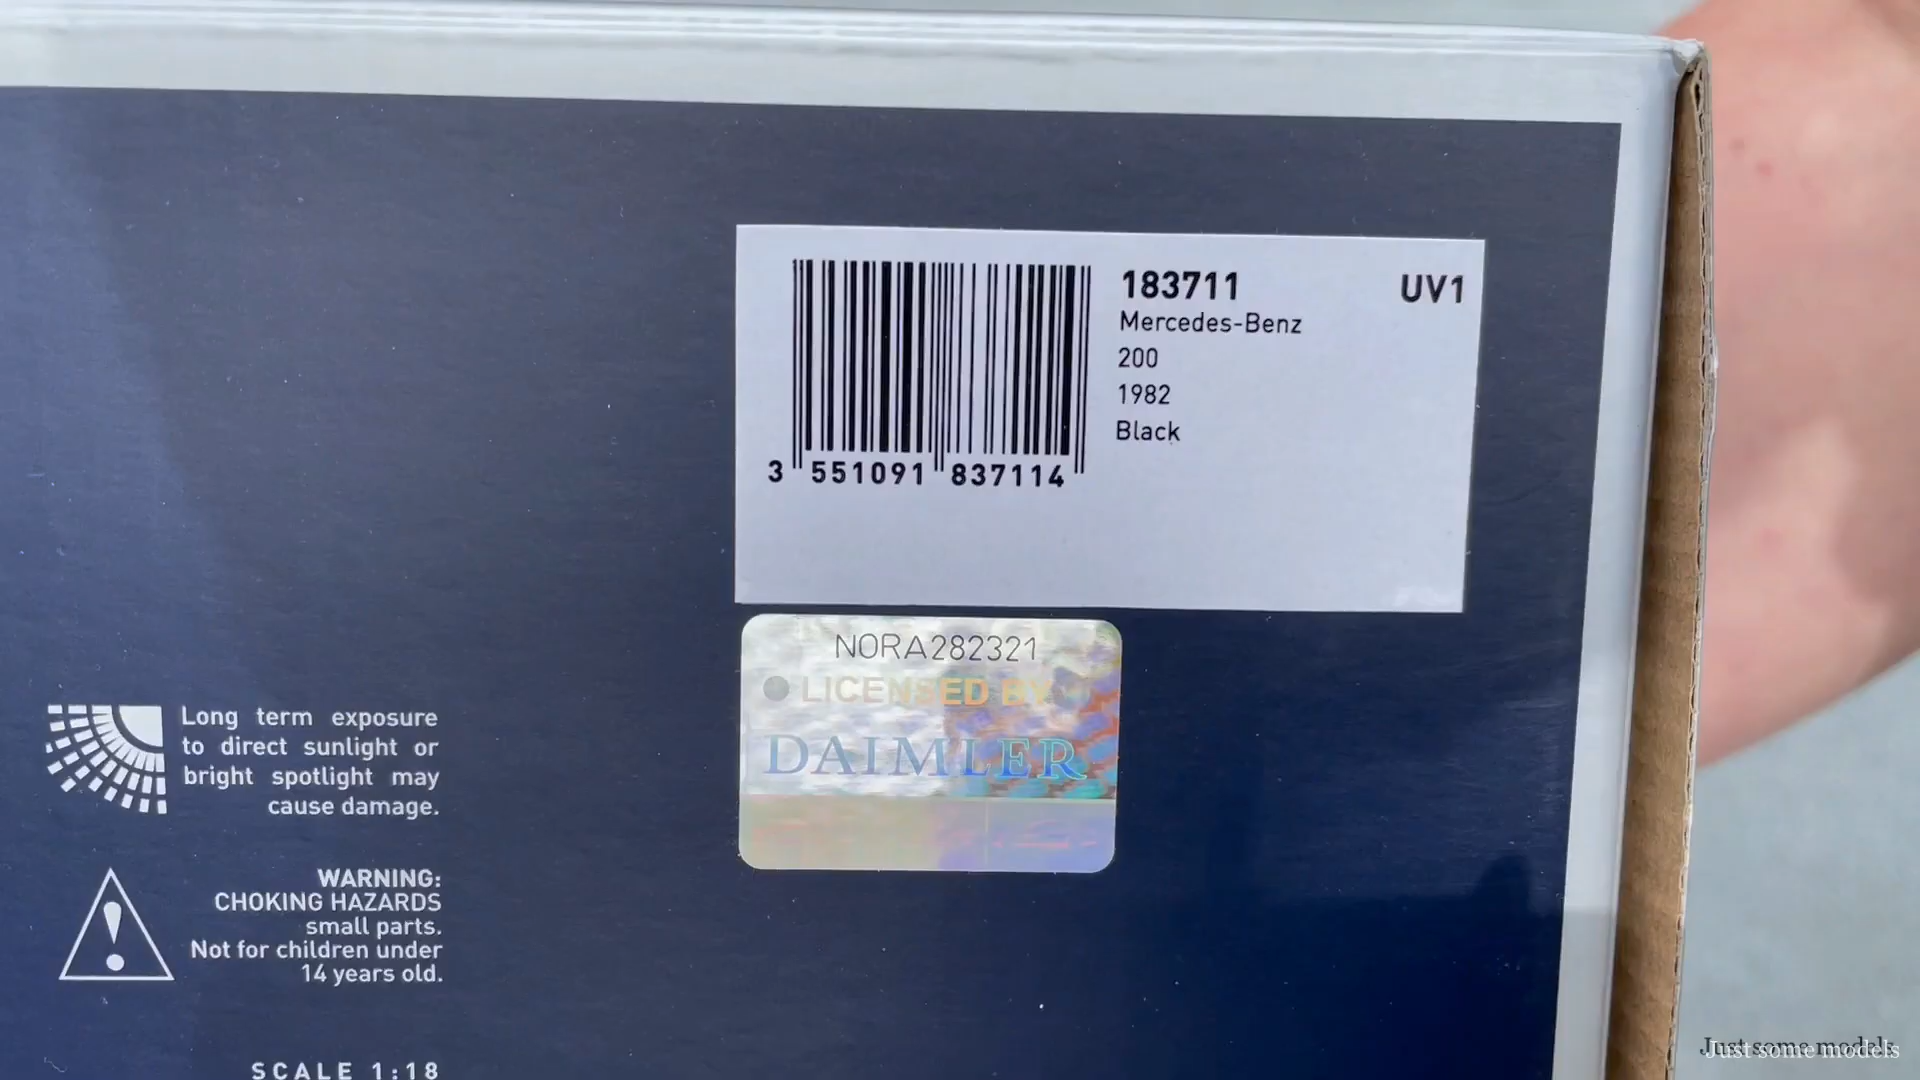 183711 UV1
Mercedes-Benz
200
1982
Black
3 551091 837114
NORA282321
LICENSED BY
DAIMLER
Long term exposure
to direct sunlight or
bright spotlight may
cause damage.
WARNING:
CHOKING HAZARDS
small parts.
Not for children under
14 years old.
SCALE 1:18
Just some models